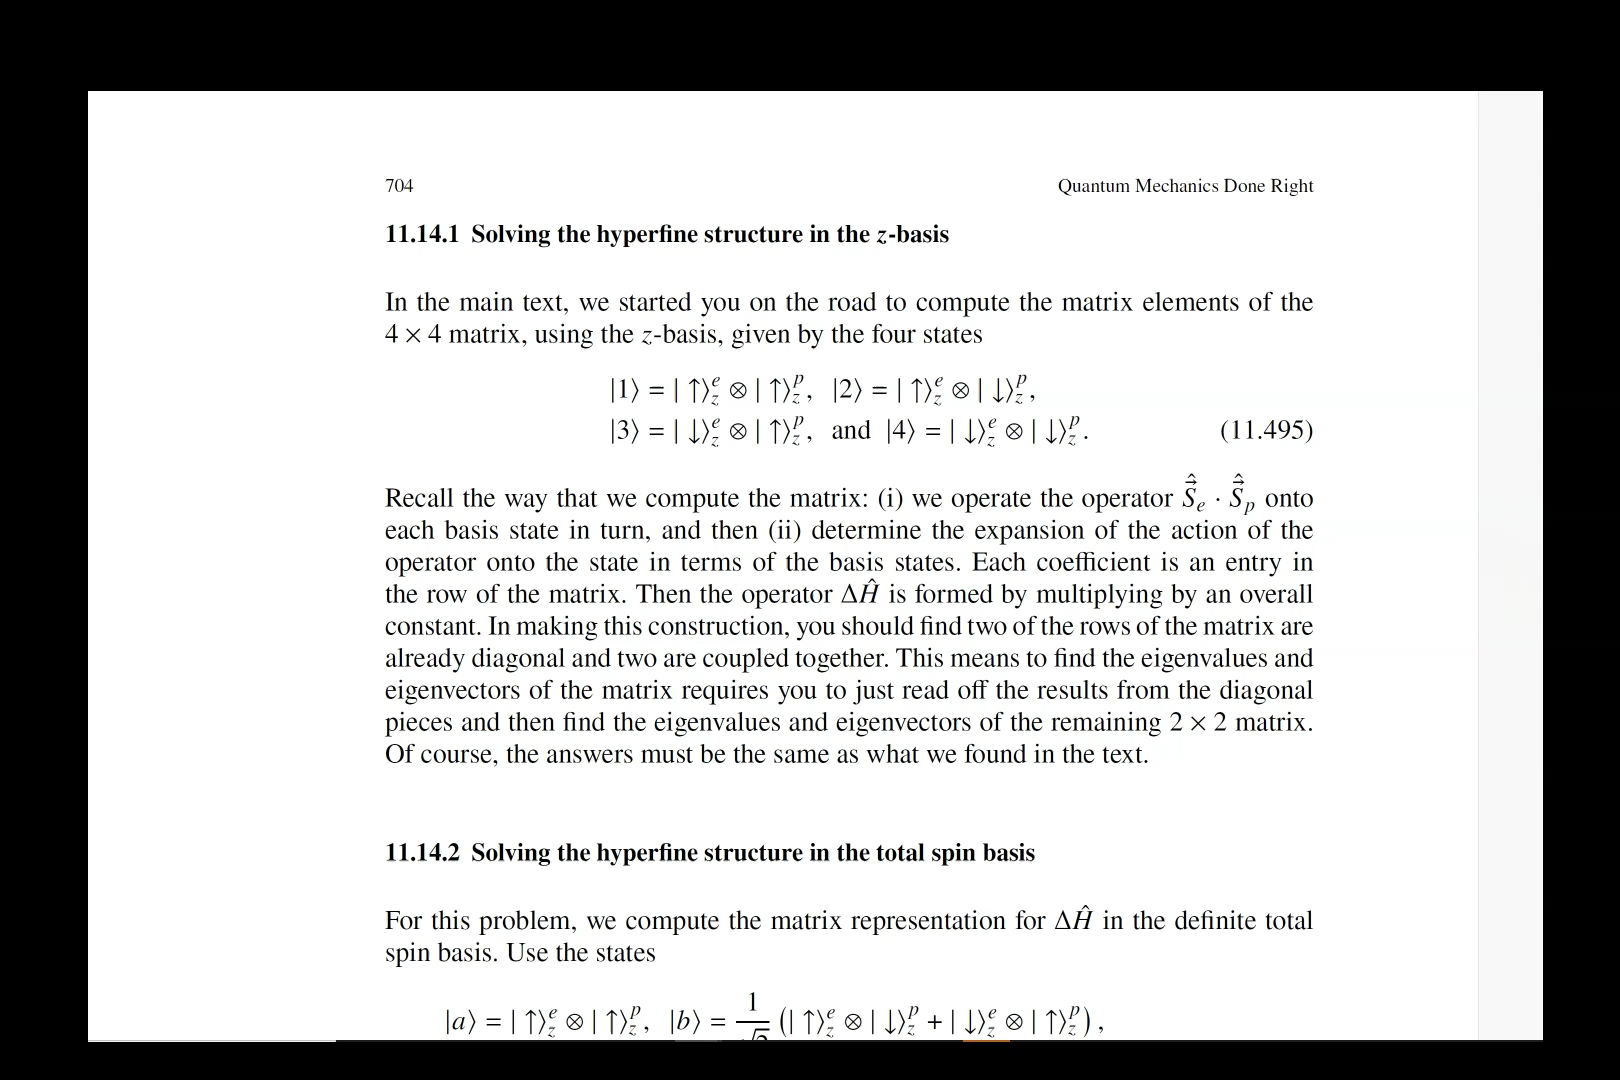 704 Quantum Mechanics Done Right
11.14.1 Solving the hyperfine structure in the z-basis
In the main text, we started you on the road to compute the matrix elements of the
4 × 4 matrix, using the z-basis, given by the four states
|1⟩ = | ↑⟩ᵉ_z ⊗ | ↑⟩ᵖ_z, |2⟩ = | ↑⟩ᵉ_z ⊗ | ↓⟩ᵖ_z,
|3⟩ = | ↓⟩ᵉ_z ⊗ | ↑⟩ᵖ_z, and |4⟩ = | ↓⟩ᵉ_z ⊗ | ↓⟩ᵖ_z. (11.495)
Recall the way that we compute the matrix: (i) we operate the operator $\hat{\vec{S}}_e \cdot \hat{\vec{S}}_p$ onto
each basis state in turn, and then (ii) determine the expansion of the action of the
operator onto the state in terms of the basis states. Each coefficient is an entry in
the row of the matrix. Then the operator ΔĤ is formed by multiplying by an overall
constant. In making this construction, you should find two of the rows of the matrix are
already diagonal and two are coupled together. This means to find the eigenvalues and
eigenvectors of the matrix requires you to just read off the results from the diagonal
pieces and then find the eigenvalues and eigenvectors of the remaining 2 × 2 matrix.
Of course, the answers must be the same as what we found in the text.
11.14.2 Solving the hyperfine structure in the total spin basis
For this problem, we compute the matrix representation for ΔĤ in the definite total
spin basis. Use the states
|a⟩ = | ↑⟩ᵉ_z ⊗ | ↑⟩ᵖ_z, |b⟩ = 1/√2 (| ↑⟩ᵉ_z ⊗ | ↓⟩ᵖ_z + | ↓⟩ᵉ_z ⊗ | ↑⟩ᵖ_z),